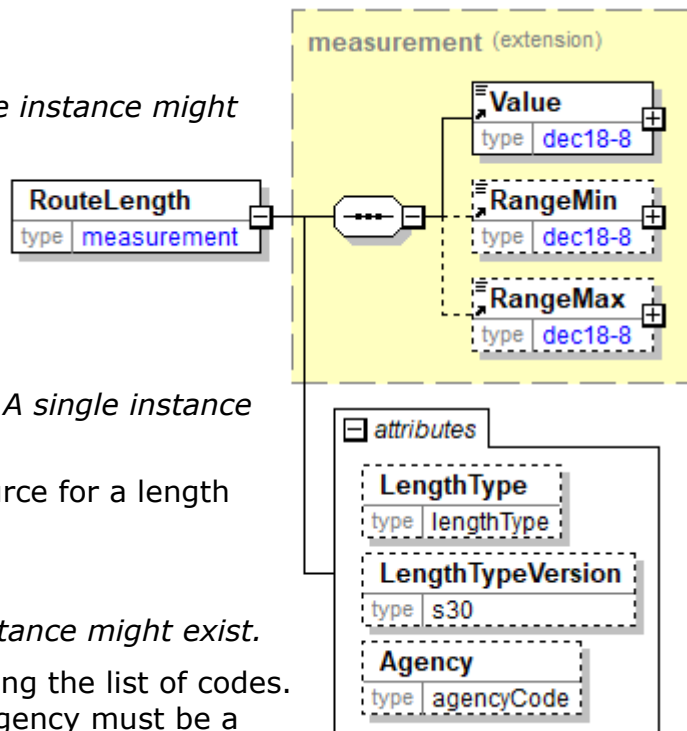 measurement (extension)
e instance might
Value
type dec18-8
RouteLength
type measurement
RangeMin
type dec18-8
RangeMax
type dec18-8
A single instance
attributes
urce for a length
LengthType
type lengthType
LengthTypeVersion
type s30
tance might exist.
Agency
type agencyCode
ng the list of codes.
gency must be a